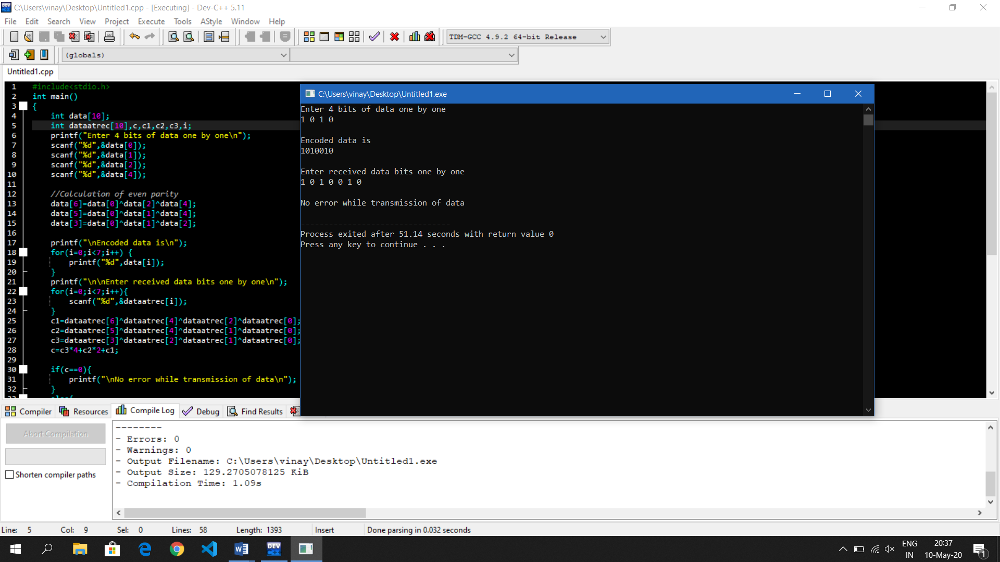 C:\Users\vinay\Desktop\Untitled1.cpp - [Executing] - Dev-C++ 5.11
File Edit Search View Project Execute Tools AStyle Window Help
TDM-GCC 4.9.2 64-bit Release
(globals)
Untitled1.cpp
1 #include<stdio.h>
2 int main()
3 {
4 int data[10];
5 int dataatrec[10],c,c1,c2,c3,i;
6 printf("Enter 4 bits of data one by one\n");
7 scanf("%d",&data[0]);
8 scanf("%d",&data[1]);
9 scanf("%d",&data[2]);
10 scanf("%d",&data[4]);
11
12 //Calculation of even parity
13 data[6]=data[0]^data[2]^data[4];
14 data[5]=data[0]^data[1]^data[4];
15 data[3]=data[0]^data[1]^data[2];
16
17 printf("\nEncoded data is\n");
18 for(i=0;i<7;i++) {
19 printf("%d",data[i]);
20 }
21 printf("\n\nEnter received data bits one by one\n");
22 for(i=0;i<7;i++){
23 scanf("%d",&dataatrec[i]);
24 }
25 c1=dataatrec[6]^dataatrec[4]^dataatrec[2]^dataatrec[0];
26 c2=dataatrec[5]^dataatrec[4]^dataatrec[1]^dataatrec[0];
27 c3=dataatrec[3]^dataatrec[2]^dataatrec[1]^dataatrec[0];
28 c=c3*4+c2*2+c1;
29
30 if(c==0){
31 printf("\nNo error while transmission of data\n");
32 }
33 else{
C:\Users\vinay\Desktop\Untitled1.exe
Enter 4 bits of data one by one
1 0 1 0
Encoded data is
1010010
Enter received data bits one by one
1 0 1 0 0 1 0
No error while transmission of data
--------------------------------
Process exited after 51.14 seconds with return value 0
Press any key to continue . . .
Compiler Resources Compile Log Debug Find Results
Abort Compilation
Shorten compiler paths
--------
- Errors: 0
- Warnings: 0
- Output Filename: C:\Users\vinay\Desktop\Untitled1.exe
- Output Size: 129.2705078125 KiB
- Compilation Time: 1.09s
Line: 5 Col: 9 Sel: 0 Lines: 58 Length: 1393 Insert Done parsing in 0.032 seconds
DEV C++
ENG
IN
20:37
10-May-20
1